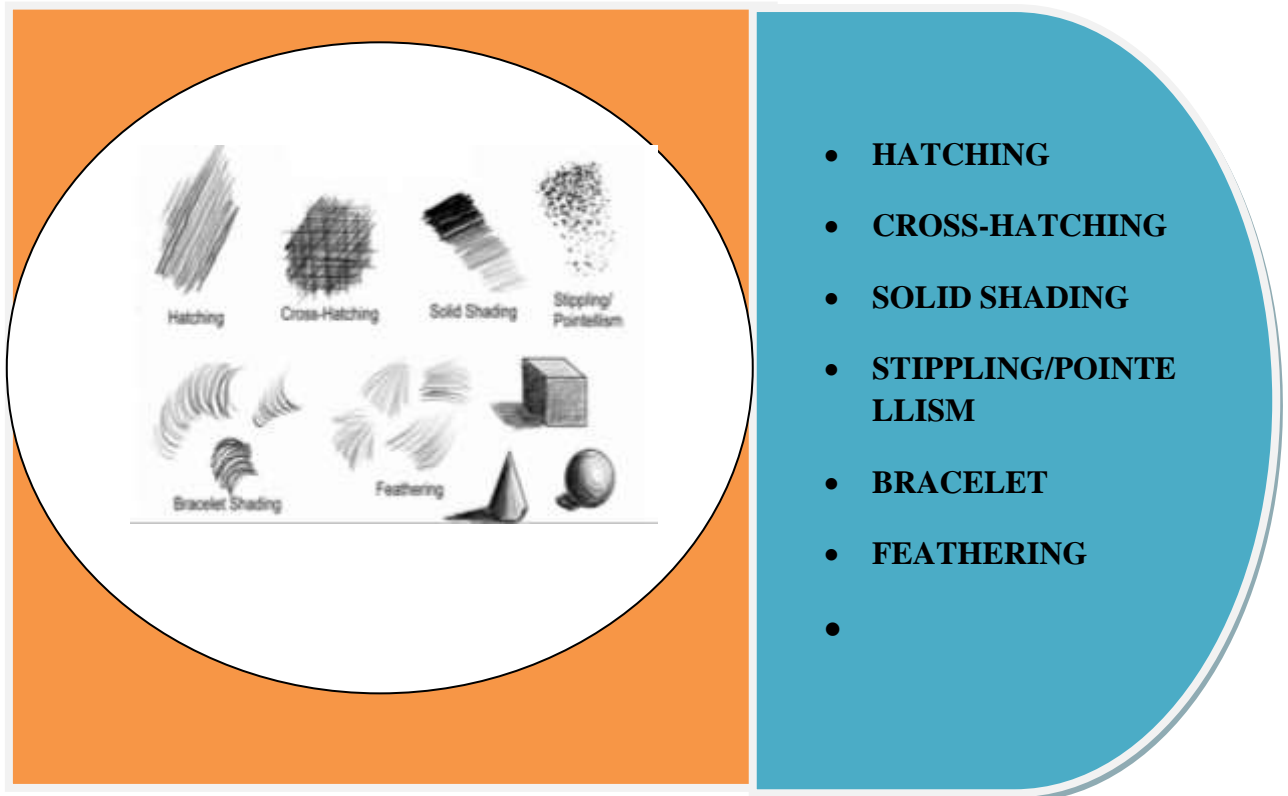 Hatching
Cross-Hatching
Solid Shading
Stippling/
Pointellism
Bracelet Shading
Feathering
• HATCHING
• CROSS-HATCHING
• SOLID SHADING
• STIPPLING/POINTE
LLISM
• BRACELET
• FEATHERING
•